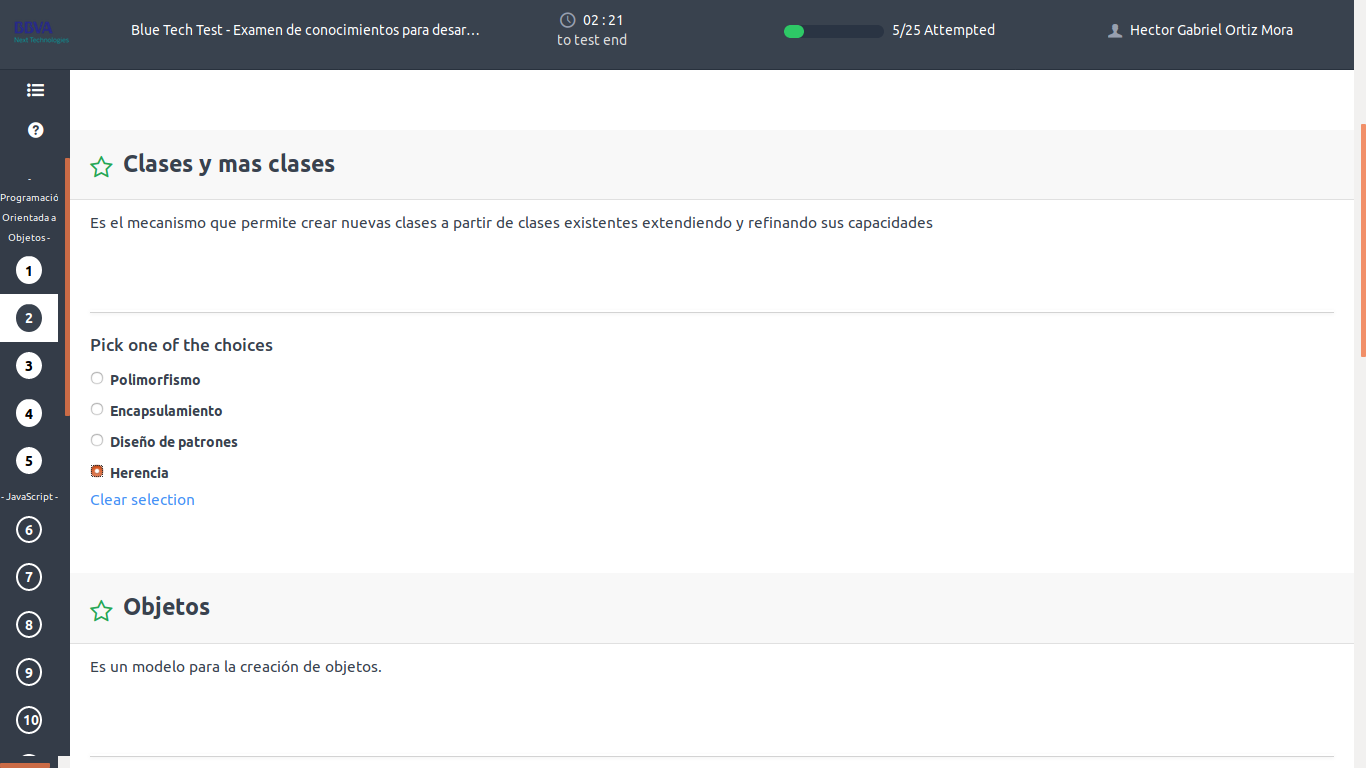 BBVA
Next Technologies
Blue Tech Test - Examen de conocimientos para desar…
02 : 21
to test end
5/25 Attempted
Hector Gabriel Ortiz Mora
-
Programació
Orientada a
Objetos -
1
2
3
4
5
- JavaScript -
6
7
8
9
10
Clases y mas clases
Es el mecanismo que permite crear nuevas clases a partir de clases existentes extendiendo y refinando sus capacidades
Pick one of the choices
Polimorfismo
Encapsulamiento
Diseño de patrones
Herencia
Clear selection
Objetos
Es un modelo para la creación de objetos.